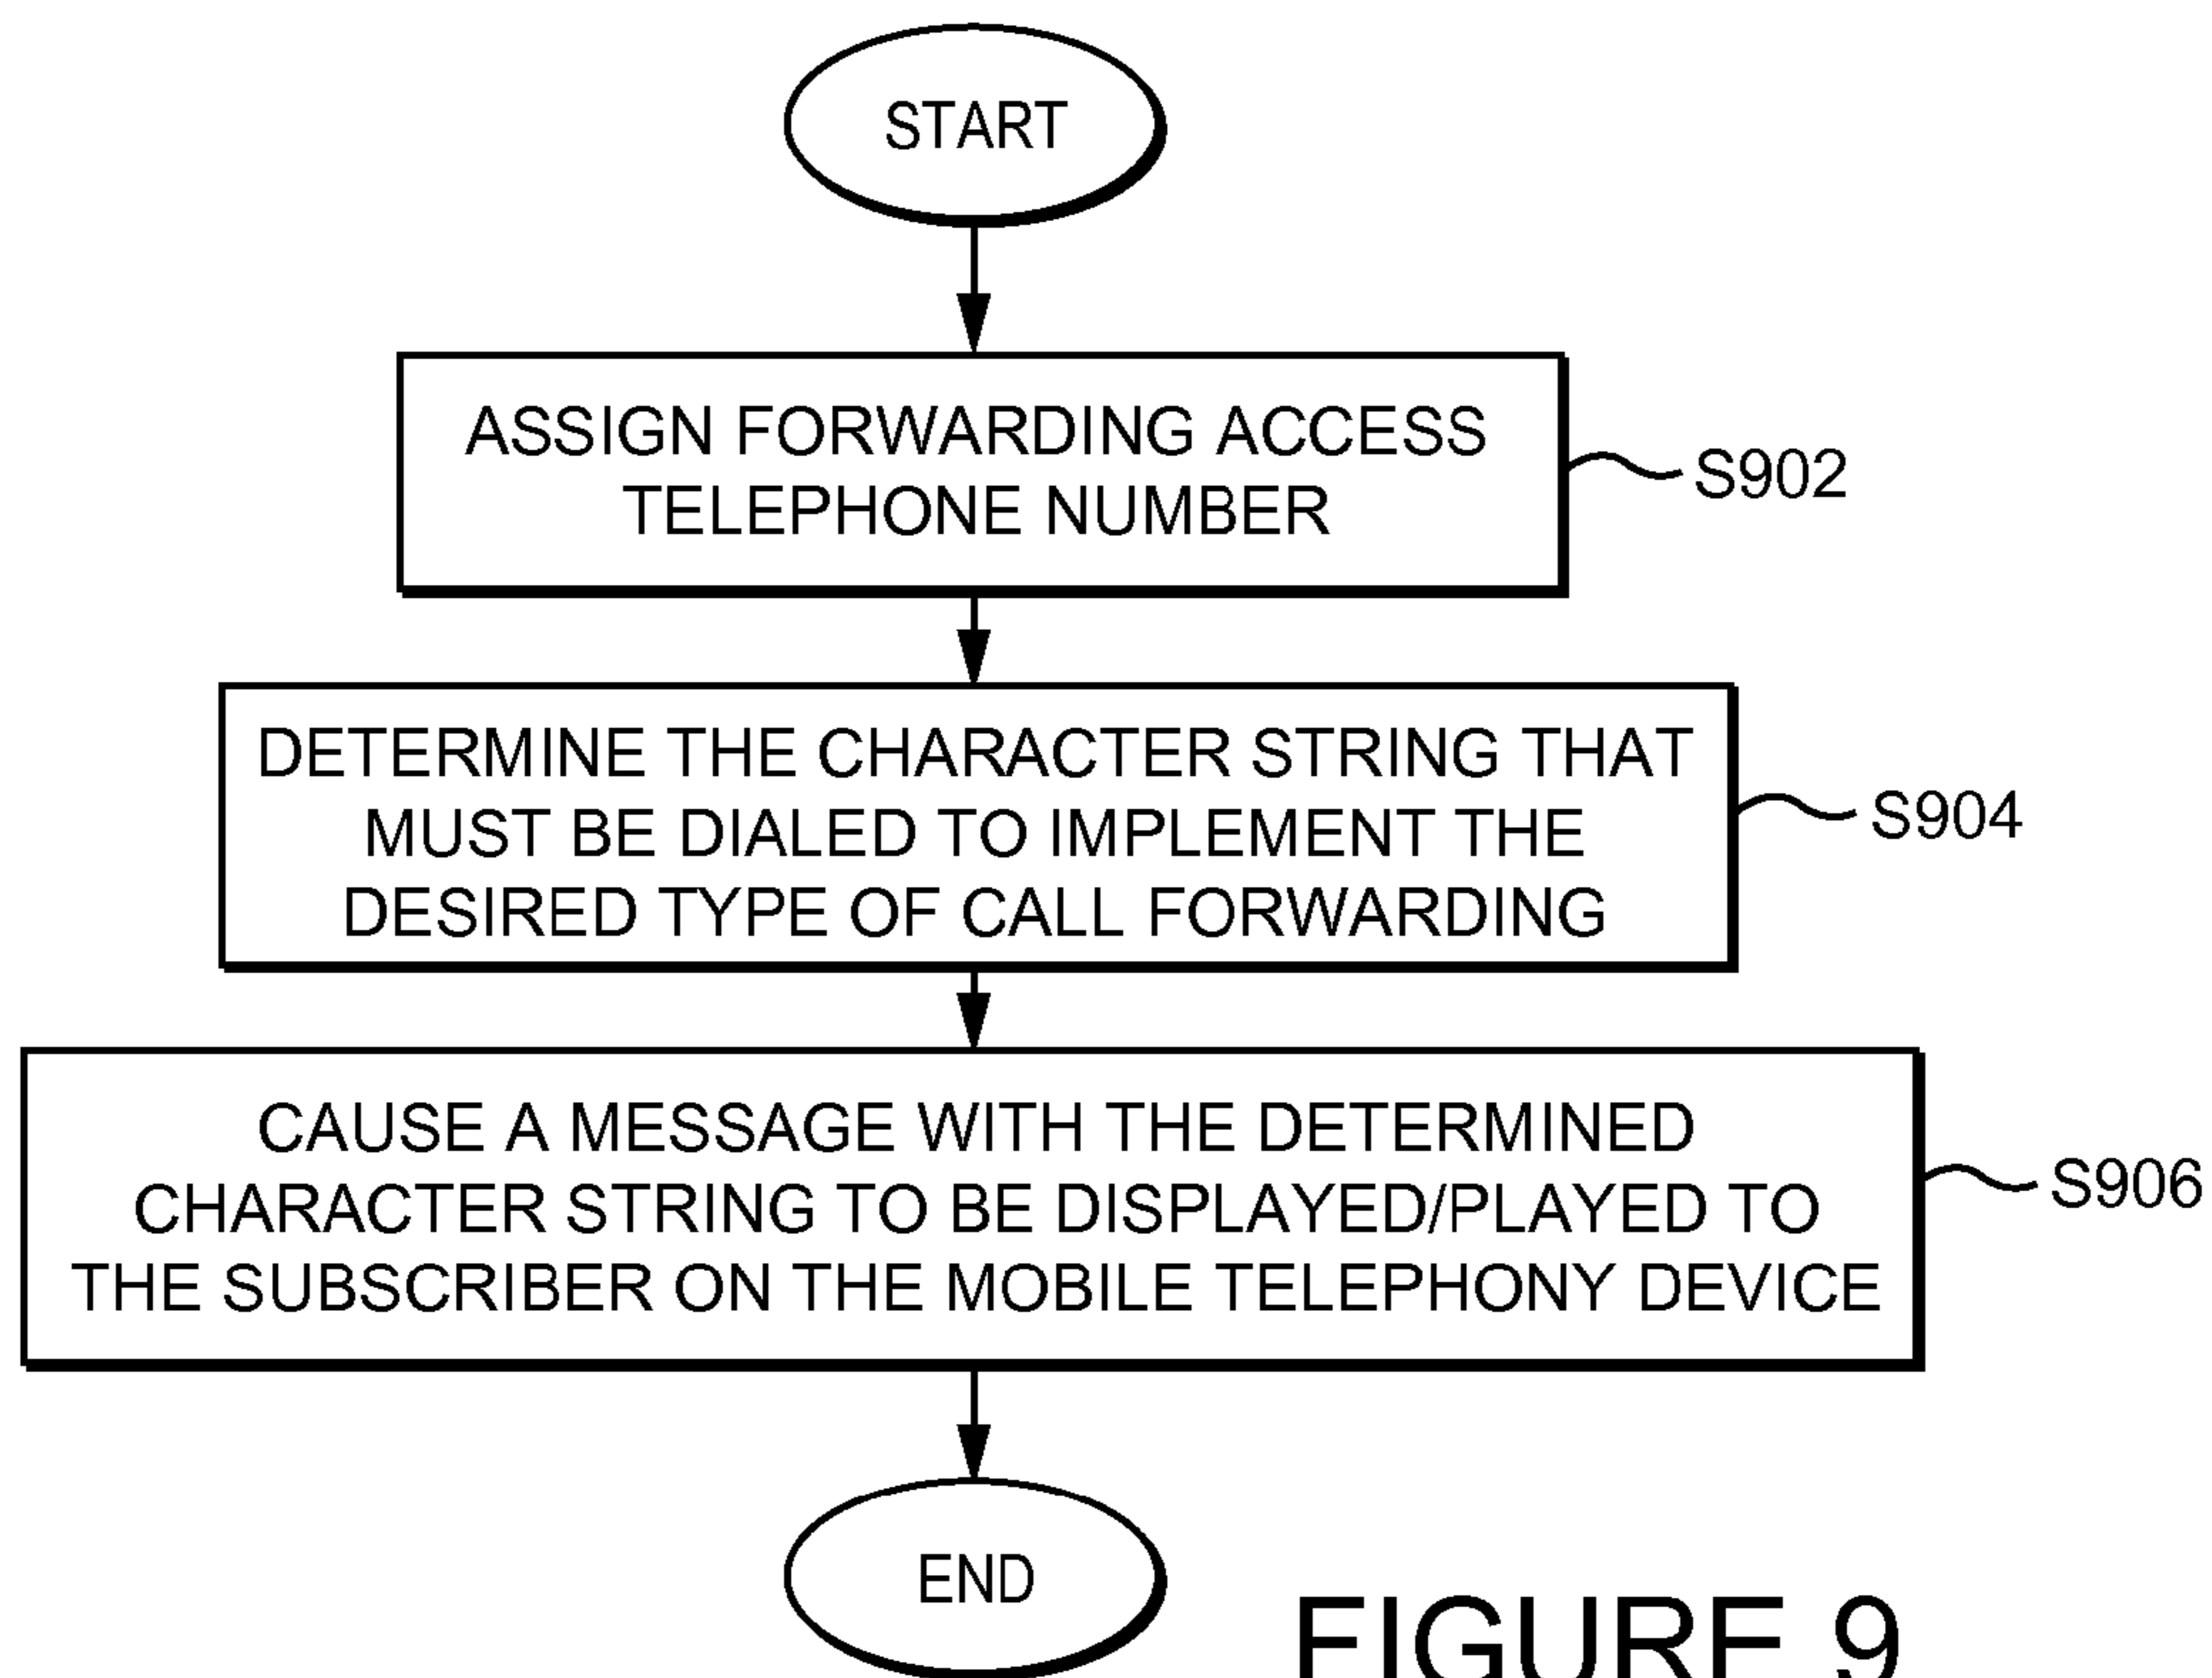 START
ASSIGN FORWARDING ACCESS
TELEPHONE NUMBER
S902
DETERMINE THE CHARACTER STRING THAT
MUST BE DIALED TO IMPLEMENT THE
DESIRED TYPE OF CALL FORWARDING
S904
CAUSE A MESSAGE WITH THE DETERMINED
CHARACTER STRING TO BE DISPLAYED/PLAYED TO
THE SUBSCRIBER ON THE MOBILE TELEPHONY DEVICE
S906
END
FIGURE 9